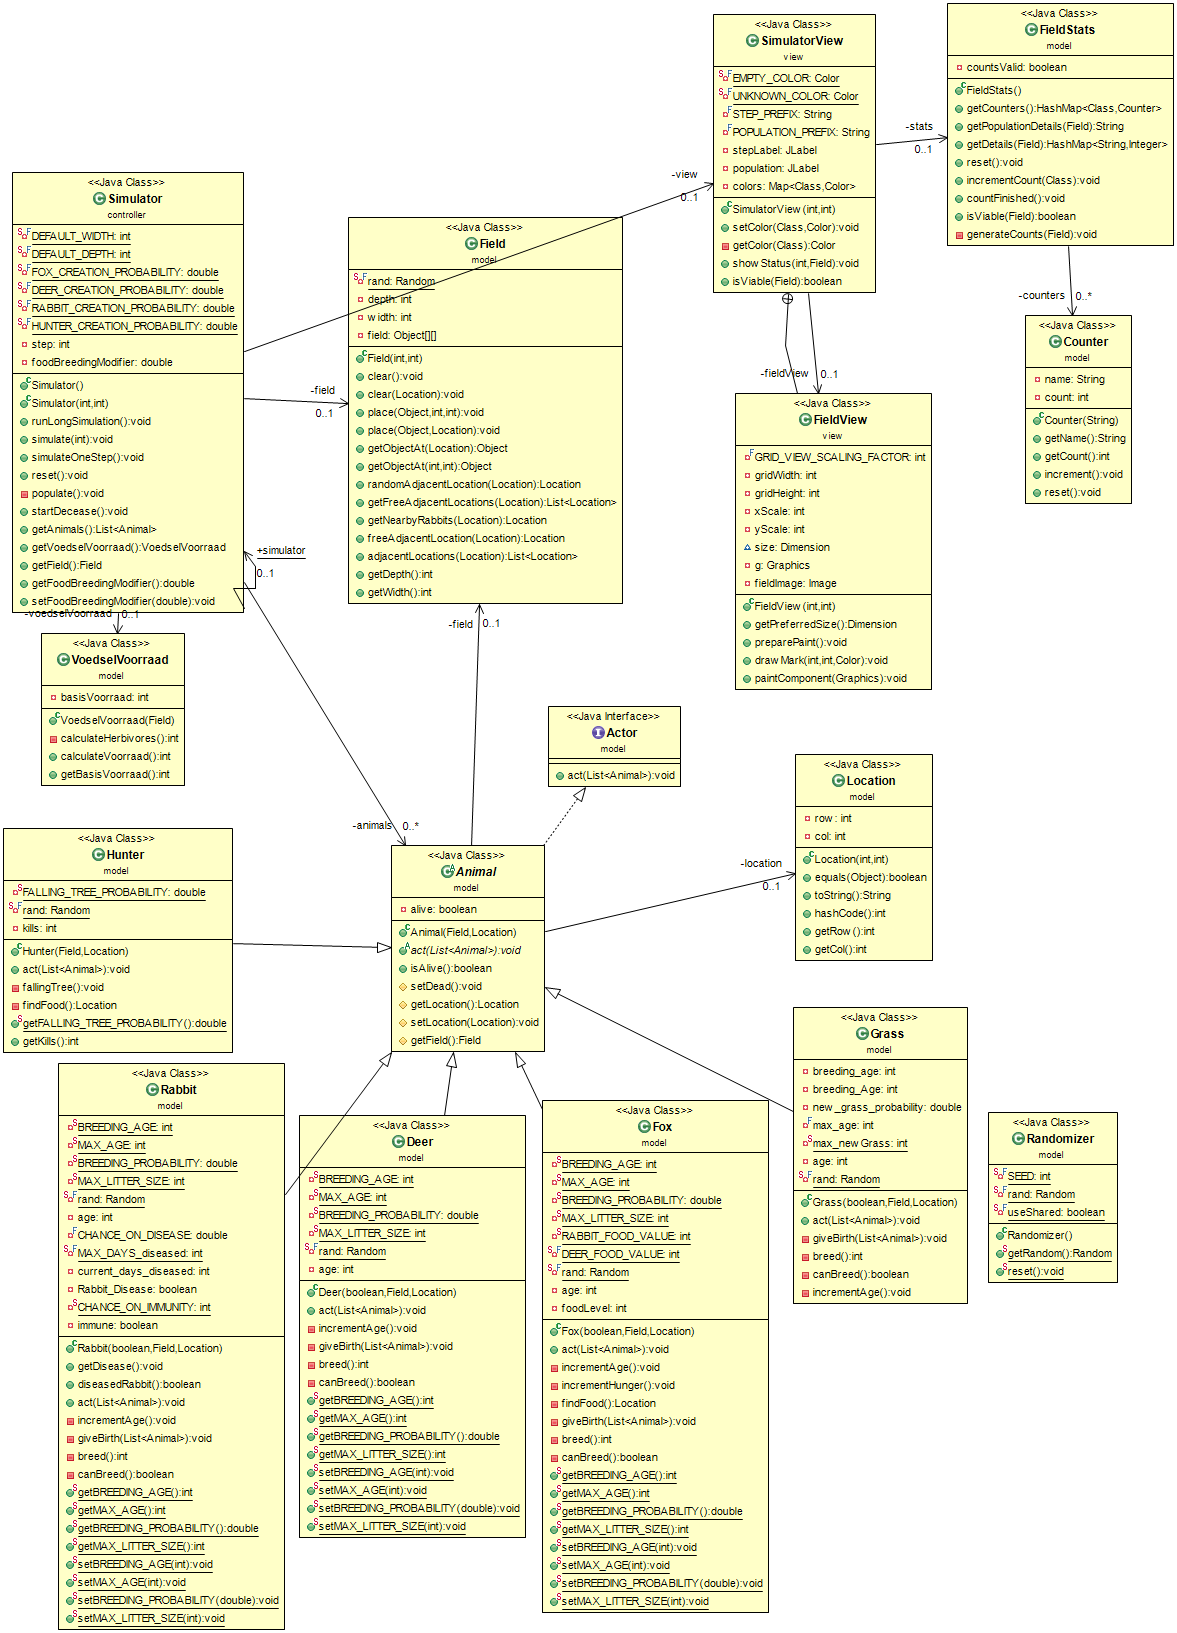 <<Java Class>>
SimulatorView
view
EMPTY_COLOR: Color
UNKNOWN_COLOR: Color
STEP_PREFIX: String
POPULATION_PREFIX: String
stepLabel: JLabel
population: JLabel
colors: Map<Class,Color>
SimulatorView(int,int)
setColor(Class,Color):void
getColor(Class):Color
showStatus(int,Field):void
isViable(Field):boolean
-stats
0..1
<<Java Class>>
FieldStats
model
countsValid: boolean
FieldStats()
getCounters():HashMap<Class,Counter>
getPopulationDetails(Field):String
getDetails(Field):HashMap<String,Integer>
reset():void
incrementCount(Class):void
countFinished():void
isViable(Field):boolean
generateCounts(Field):void
-counters
0..*
<<Java Class>>
Counter
model
name: String
count: int
Counter(String)
getName():String
getCount():int
increment():void
reset():void
<<Java Class>>
Simulator
controller
DEFAULT_WIDTH: int
DEFAULT_DEPTH: int
FOX_CREATION_PROBABILITY: double
DEER_CREATION_PROBABILITY: double
RABBIT_CREATION_PROBABILITY: double
HUNTER_CREATION_PROBABILITY: double
step: int
foodBreedingModifier: double
Simulator()
Simulator(int,int)
runLongSimulation():void
simulate(int):void
simulateOneStep():void
reset():void
populate():void
startDecease():void
getAnimals():List<Animal>
getVoedselVoorraad():VoedselVoorraad
getField():Field
getFoodBreedingModifier():double
setFoodBreedingModifier(double):void
-view
0..1
-field
0..1
+simulator
0..1
-voedselVoorraad
0..1
<<Java Class>>
Field
model
rand: Random
depth: int
width: int
field: Object[][]
Field(int,int)
clear():void
clear(Location):void
place(Object,int,int):void
place(Object,Location):void
getObjectAt(Location):Object
getObjectAt(int,int):Object
randomAdjacentLocation(Location):Location
getFreeAdjacentLocations(Location):List<Location>
getNearbyRabbits(Location):Location
freeAdjacentLocation(Location):Location
adjacentLocations(Location):List<Location>
getDepth():int
getWidth():int
-fieldView
0..1
<<Java Class>>
FieldView
view
GRID_VIEW_SCALING_FACTOR: int
gridWidth: int
gridHeight: int
xScale: int
yScale: int
size: Dimension
g: Graphics
fieldImage: Image
FieldView(int,int)
getPreferredSize():Dimension
preparePaint():void
drawMark(int,int,Color):void
paintComponent(Graphics):void
<<Java Class>>
VoedselVoorraad
model
basisVoorraad: int
VoedselVoorraad(Field)
calculateHerbivores():int
calculateVoorraad():int
getBasisVoorraad():int
-field
0..1
<<Java Interface>>
Actor
model
act(List<Animal>):void
-animals
0..*
<<Java Class>>
Location
model
row: int
col: int
Location(int,int)
equals(Object):boolean
toString():String
hashCode():int
getRow():int
getCol():int
-location
0..1
<<Java Class>>
Hunter
model
FALLING_TREE_PROBABILITY: double
rand: Random
kills: int
Hunter(Field,Location)
act(List<Animal>):void
fallingTree():void
findFood():Location
getFALLING_TREE_PROBABILITY():double
getKills():int
<<Java Class>>
Animal
model
alive: boolean
Animal(Field,Location)
act(List<Animal>):void
isAlive():boolean
setDead():void
getLocation():Location
setLocation(Location):void
getField():Field
<<Java Class>>
Grass
model
breeding_age: int
breeding_Age: int
new_grass_probability: double
max_age: int
max_new Grass: int
age: int
rand: Random
Grass(boolean,Field,Location)
act(List<Animal>):void
giveBirth(List<Animal>):void
breed():int
canBreed():boolean
incrementAge():void
<<Java Class>>
Randomizer
model
SEED: int
rand: Random
useShared: boolean
Randomizer()
getRandom():Random
reset():void
<<Java Class>>
Rabbit
model
BREEDING_AGE: int
MAX_AGE: int
BREEDING_PROBABILITY: double
MAX_LITTER_SIZE: int
rand: Random
age: int
CHANCE_ON_DISEASE: double
MAX_DAYS_diseased: int
current_days_diseased: int
Rabbit_Disease: boolean
CHANCE_ON_IMMUNITY: int
immune: boolean
Rabbit(boolean,Field,Location)
getDisease():void
diseasedRabbit():boolean
act(List<Animal>):void
incrementAge():void
giveBirth(List<Animal>):void
breed():int
canBreed():boolean
getBREEDING_AGE():int
getMAX_AGE():int
getBREEDING_PROBABILITY():double
getMAX_LITTER_SIZE():int
setBREEDING_AGE(int):void
setMAX_AGE(int):void
setBREEDING_PROBABILITY(double):void
setMAX_LITTER_SIZE(int):void
<<Java Class>>
Deer
model
BREEDING_AGE: int
MAX_AGE: int
BREEDING_PROBABILITY: double
MAX_LITTER_SIZE: int
rand: Random
age: int
Deer(boolean,Field,Location)
act(List<Animal>):void
incrementAge():void
giveBirth(List<Animal>):void
breed():int
canBreed():boolean
getBREEDING_AGE():int
getMAX_AGE():int
getBREEDING_PROBABILITY():double
getMAX_LITTER_SIZE():int
setBREEDING_AGE(int):void
setMAX_AGE(int):void
setBREEDING_PROBABILITY(double):void
setMAX_LITTER_SIZE(int):void
<<Java Class>>
Fox
model
BREEDING_AGE: int
MAX_AGE: int
BREEDING_PROBABILITY: double
MAX_LITTER_SIZE: int
RABBIT_FOOD_VALUE: int
DEER_FOOD_VALUE: int
rand: Random
age: int
foodLevel: int
Fox(boolean,Field,Location)
act(List<Animal>):void
incrementAge():void
incrementHunger():void
findFood():Location
giveBirth(List<Animal>):void
breed():int
canBreed():boolean
getBREEDING_AGE():int
getMAX_AGE():int
getBREEDING_PROBABILITY():double
getMAX_LITTER_SIZE():int
setBREEDING_AGE(int):void
setMAX_AGE(int):void
setBREEDING_PROBABILITY(double):void
setMAX_LITTER_SIZE(int):void